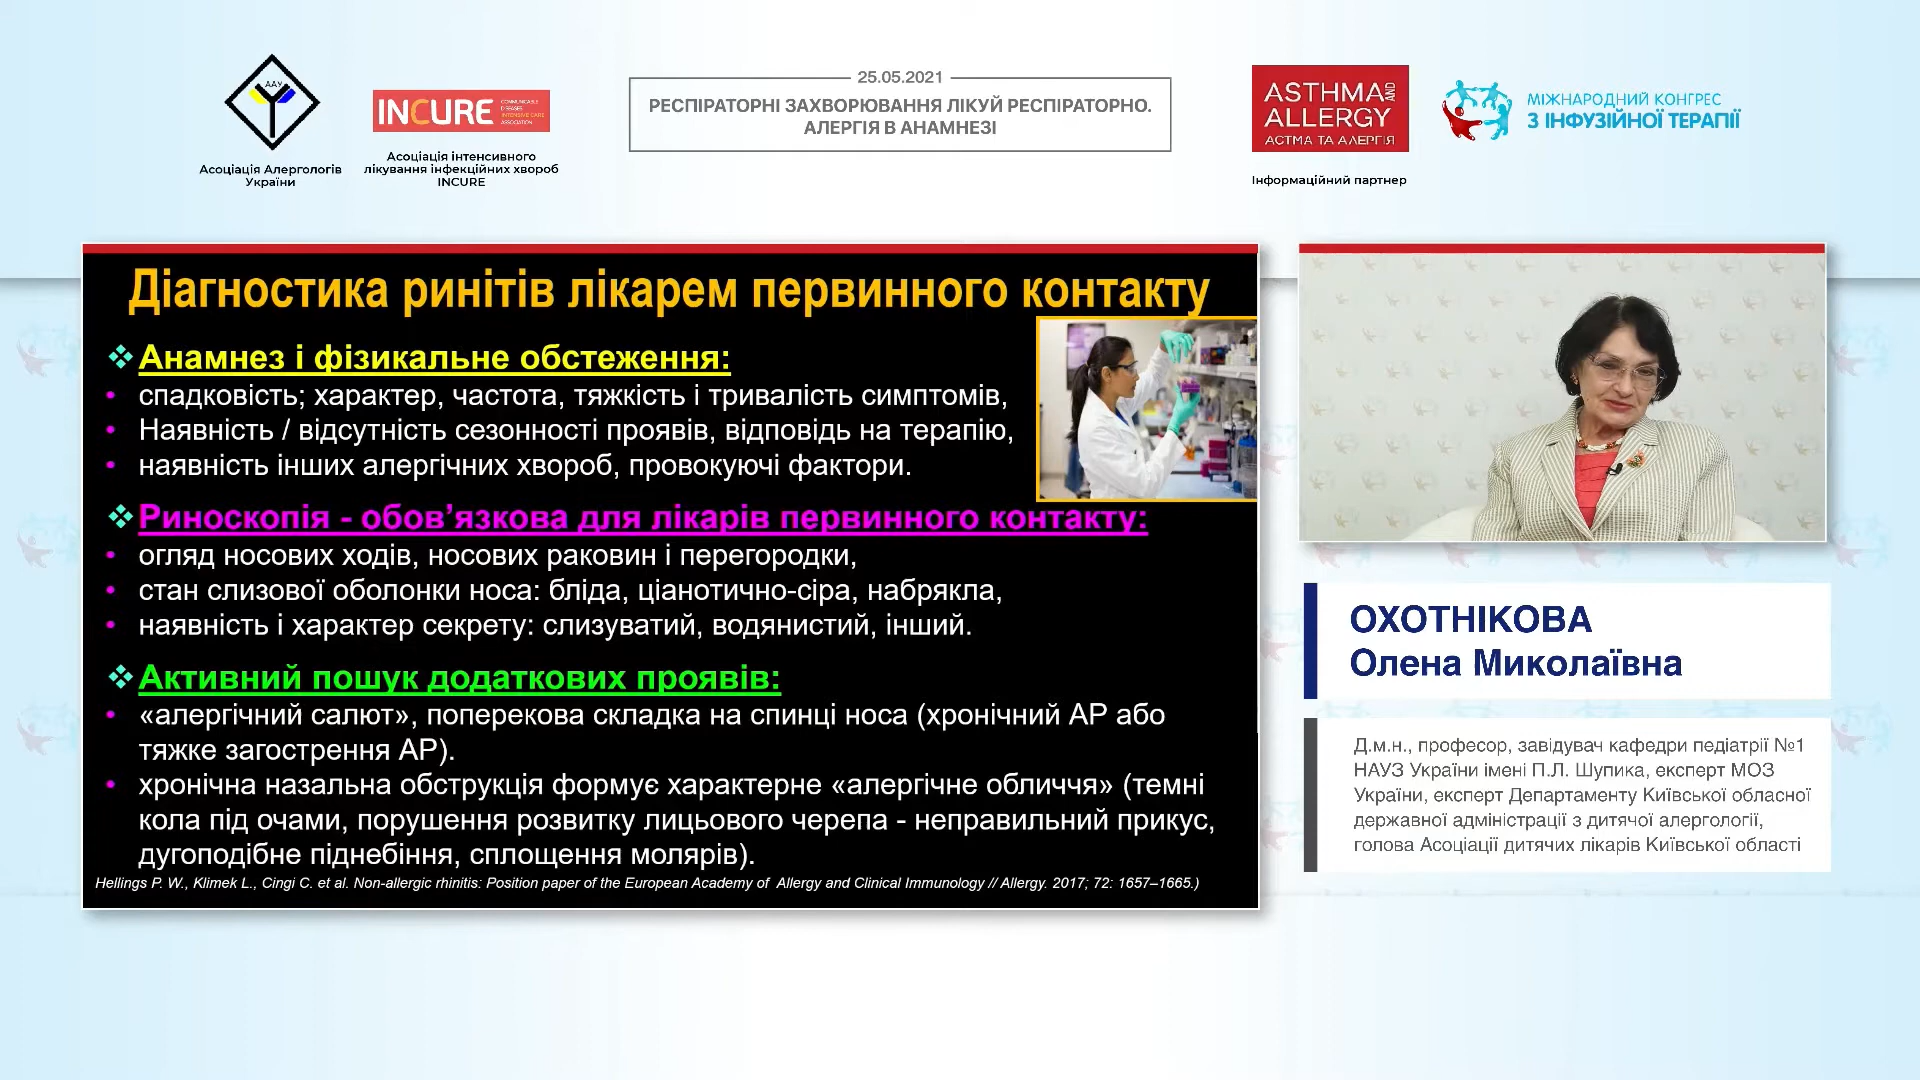 ААУ
Асоціація Алергологів
України
INCURE
COMMUNICABLE
DISEASES
INTENSIVE CARE
ASSOCIATION
Асоціація інтенсивного
лікування інфекційних хвороб
INCURE
25.05.2021
РЕСПІРАТОРНІ ЗАХВОРЮВАННЯ ЛІКУЙ РЕСПІРАТОРНО.
АЛЕРГІЯ В АНАМНЕЗІ
ASTHMA AND
ALLERGY
АСТМА ТА АЛЕРГІЯ
Інформаційний партнер
МІЖНАРОДНИЙ КОНГРЕС
З ІНФУЗІЙНОЇ ТЕРАПІЇ
Діагностика ринітів лікарем первинного контакту
❖Анамнез і фізикальне обстеження:
• спадковість; характер, частота, тяжкість і тривалість симптомів,
• Наявність / відсутність сезонності проявів, відповідь на терапію,
• наявність інших алергічних хвороб, провокуючі фактори.
❖Риноскопія - обов’язкова для лікарів первинного контакту:
• огляд носових ходів, носових раковин і перегородки,
• стан слизової оболонки носа: бліда, ціанотично-сіра, набрякла,
• наявність і характер секрету: слизуватий, водянистий, інший.
❖Активний пошук додаткових проявів:
• «алергічний салют», поперекова складка на спинці носа (хронічний АР або
тяжке загострення АР).
• хронічна назальна обструкція формує характерне «алергічне обличчя» (темні
кола під очами, порушення розвитку лицьового черепа - неправильний прикус,
дугоподібне піднебіння, сплощення молярів).
Hellings P. W., Klimek L., Cingi C. et al. Non-allergic rhinitis: Position paper of the European Academy of Allergy and Clinical Immunology // Allergy. 2017; 72: 1657–1665.)
ОХОТНІКОВА
Олена Миколаївна
Д.м.н., професор, завідувач кафедри педіатрії №1
НАУЗ України імені П.Л. Шупика, експерт МОЗ
України, експерт Департаменту Київської обласної
державної адміністрації з дитячої алергології,
голова Асоціації дитячих лікарів Київської області